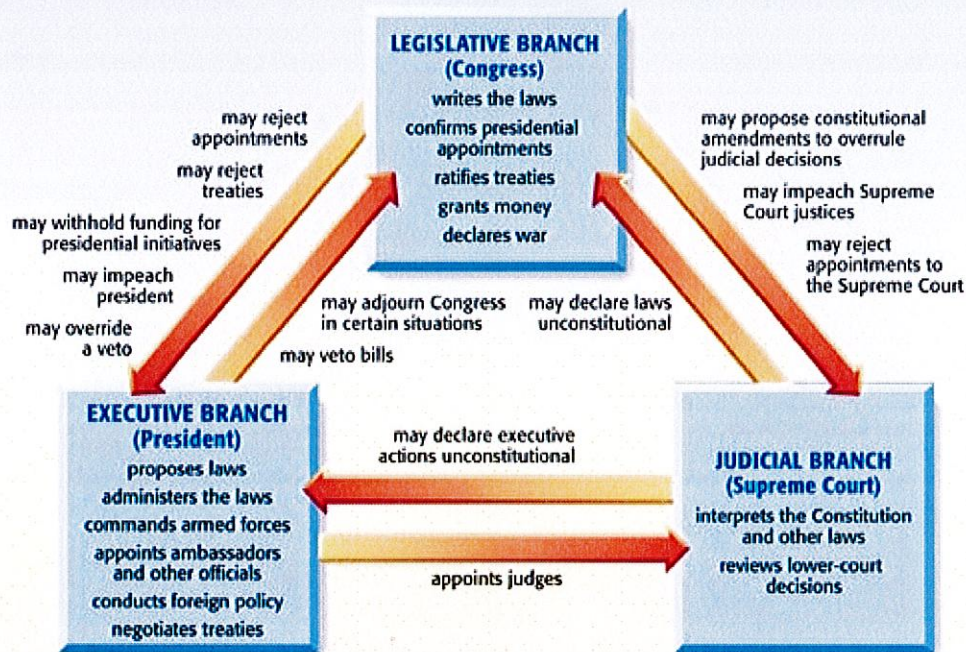 LEGISLATIVE BRANCH
(Congress)
writes the laws
confirms presidential
appointments
ratifies treaties
grants money
declares war
may reject
appointments
may reject
treaties
may withhold funding for
presidential initiatives
may impeach
president
may override
a veto
may adjourn Congress
in certain situations
may veto bills
may declare laws
unconstitutional
may propose constitutional
amendments to overrule
judicial decisions
may impeach Supreme
Court justices
may reject
appointments to
the Supreme Court
EXECUTIVE BRANCH
(President)
proposes laws
administers the laws
commands armed forces
appoints ambassadors
and other officials
conducts foreign policy
negotiates treaties
may declare executive
actions unconstitutional
appoints judges
JUDICIAL BRANCH
(Supreme Court)
interprets the Constitution
and other laws
reviews lower-court
decisions